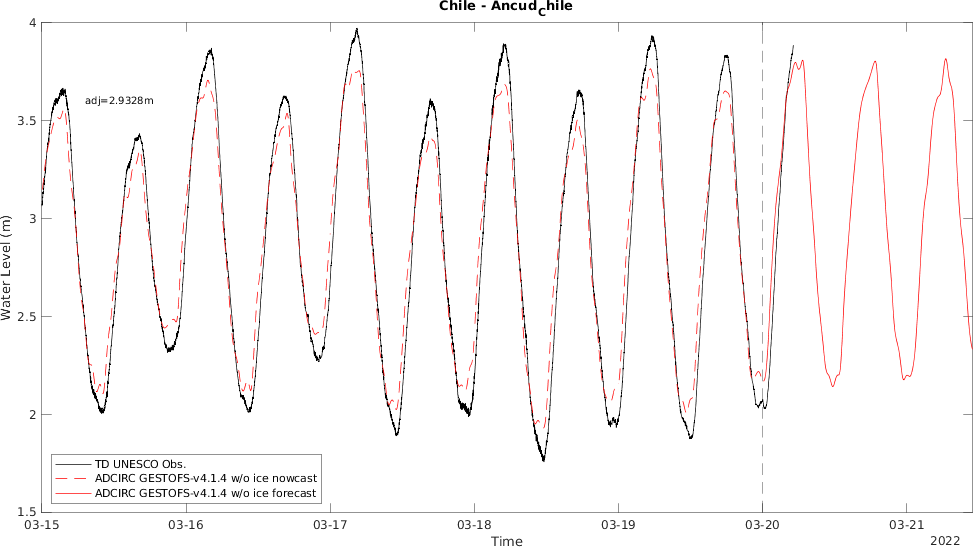 Chile - Ancud_Chile
adj=2.9328m
4
3.5
3
2.5
2
1.5
Water Level (m)
TD UNESCO Obs.
ADCIRC GESTOFS-v4.1.4 w/o ice nowcast
ADCIRC GESTOFS-v4.1.4 w/o ice forecast
03-15 03-16 03-17 03-18 03-19 03-20 03-21
Time
2022